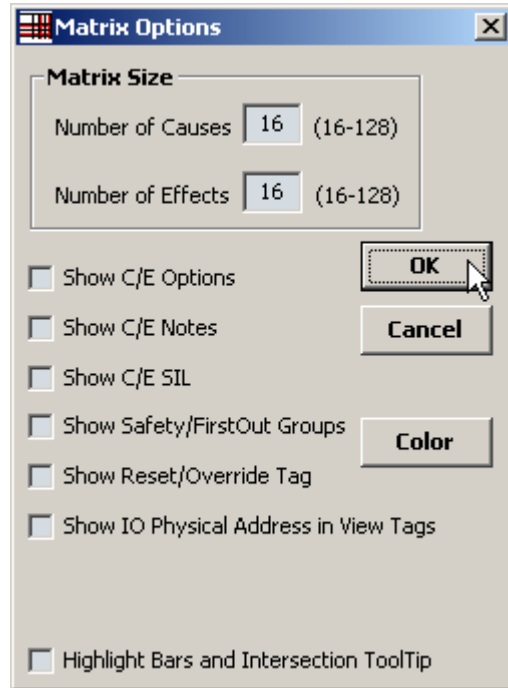 Matrix Options
Matrix Size
Number of Causes 16 (16-128)
Number of Effects 16 (16-128)
Show C/E Options
OK
Show C/E Notes
Cancel
Show C/E SIL
Show Safety/FirstOut Groups
Color
Show Reset/Override Tag
Show IO Physical Address in View Tags
Highlight Bars and Intersection ToolTip